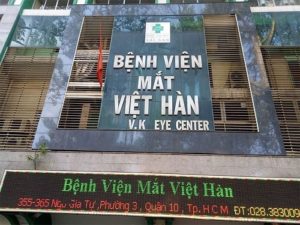 BỆNH VIỆN
MẮT
VIỆT HÀN
V.K EYE CENTER
Bệnh Viện Mắt Việt Hàn
355-365 Ngô Gia Tự ,Phường 3 , Quận 10 , Tp.HCM ĐT:028.383009